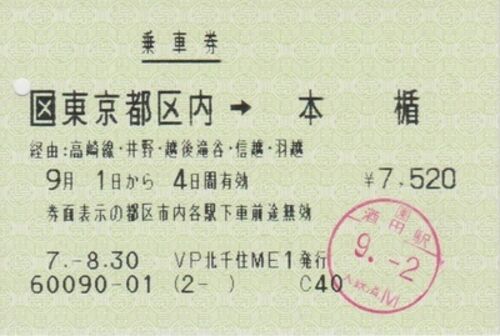 乗車券
区東京都区内 → 本 楯
経由:高崎線・井野・越後滝谷・信越・羽越
9月 1日から 4日間有効 ¥7,520
券面表示の都区市内各駅下車前途無効
7.-8.30 VP北千住ME1発行
60090-01 (2- ) C40
酒田駅
9.-2